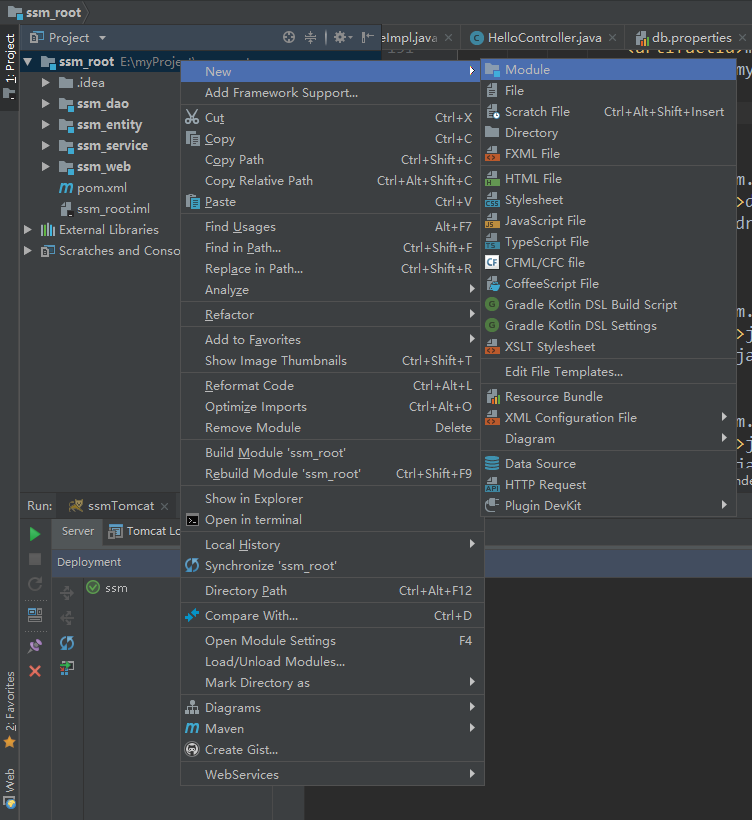 ssm_root
Project
eImpl.java
HelloController.java
db.properties
1: Project
ssm_root E:\myProject
.idea
ssm_dao
ssm_entity
ssm_service
ssm_web
pom.xml
ssm_root.iml
External Libraries
Scratches and Conso
New
Add Framework Support...
Cut Ctrl+X
Copy Ctrl+C
Copy Path Ctrl+Shift+C
Copy Relative Path Ctrl+Alt+Shift+C
Paste Ctrl+V
Find Usages Alt+F7
Find in Path... Ctrl+Shift+F
Replace in Path... Ctrl+Shift+R
Analyze
Refactor
Add to Favorites
Show Image Thumbnails Ctrl+Shift+T
Reformat Code Ctrl+Alt+L
Optimize Imports Ctrl+Alt+O
Remove Module Delete
Build Module 'ssm_root'
Rebuild Module 'ssm_root' Ctrl+Shift+F9
Show in Explorer
Open in terminal
Local History
Synchronize 'ssm_root'
Directory Path Ctrl+Alt+F12
Compare With... Ctrl+D
Open Module Settings F4
Load/Unload Modules...
Mark Directory as
Diagrams
Maven
Create Gist...
WebServices
Module
File
Scratch File Ctrl+Alt+Shift+Insert
Directory
FXML File
HTML File
Stylesheet
JavaScript File
TypeScript File
CFML/CFC file
CoffeeScript File
Gradle Kotlin DSL Build Script
Gradle Kotlin DSL Settings
XSLT Stylesheet
Edit File Templates...
Resource Bundle
XML Configuration File
Diagram
Data Source
HTTP Request
Plugin DevKit
Run: ssmTomcat
Server Tomcat Lo
Deployment
ssm
2: Favorites
Web